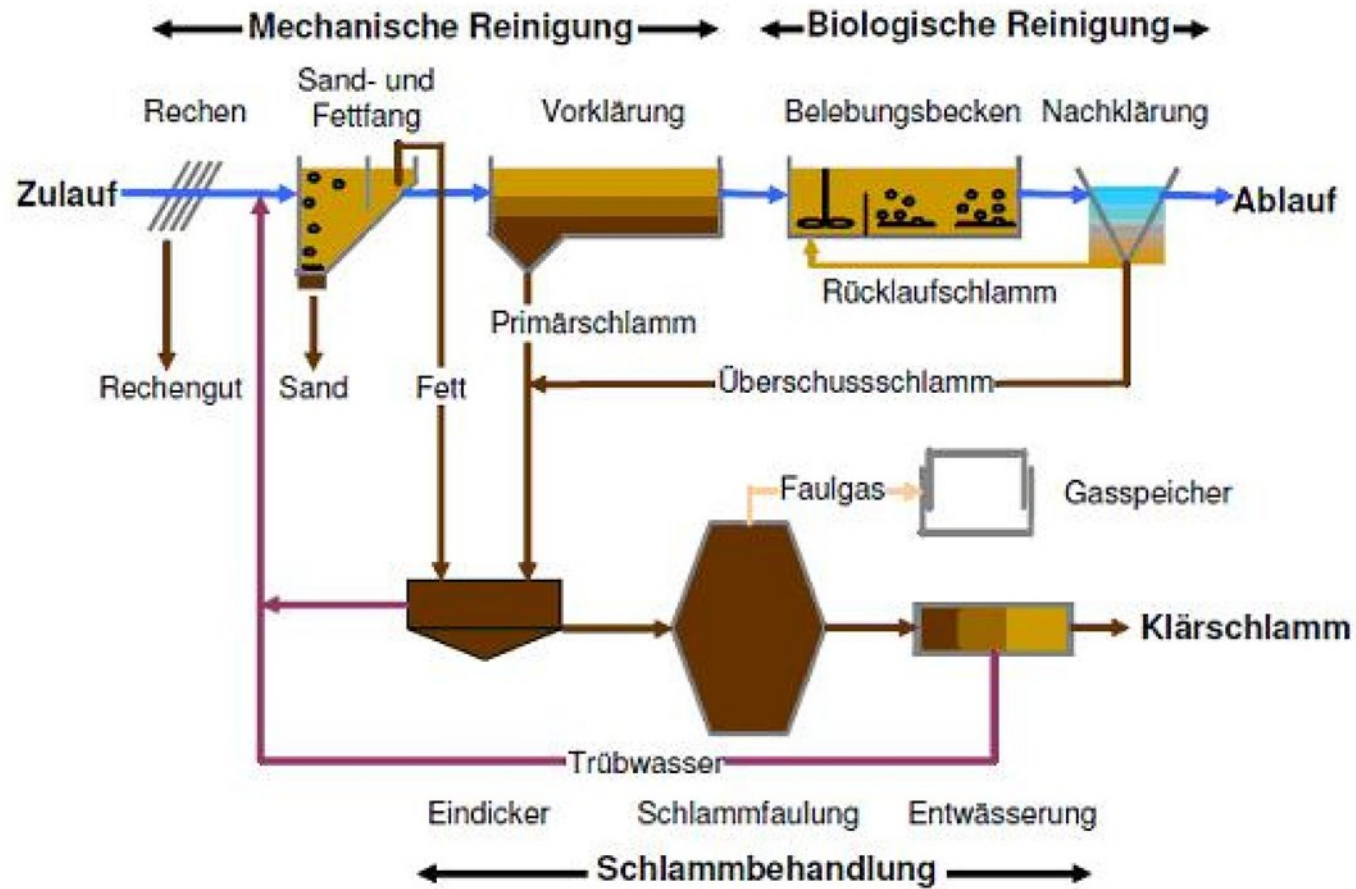 Mechanische Reinigung
Biologische Reinigung
Rechen
Sand- und
Fettfang
Vorklärung
Belebungsbecken
Nachklärung
Zulauf
Ablauf
Rücklaufschlamm
Primärschlamm
Rechengut
Sand
Fett
Überschussschlamm
Faulgas
Gasspeicher
Klärschlamm
Trübwasser
Eindicker
Schlammfaulung
Entwässerung
Schlammbehandlung